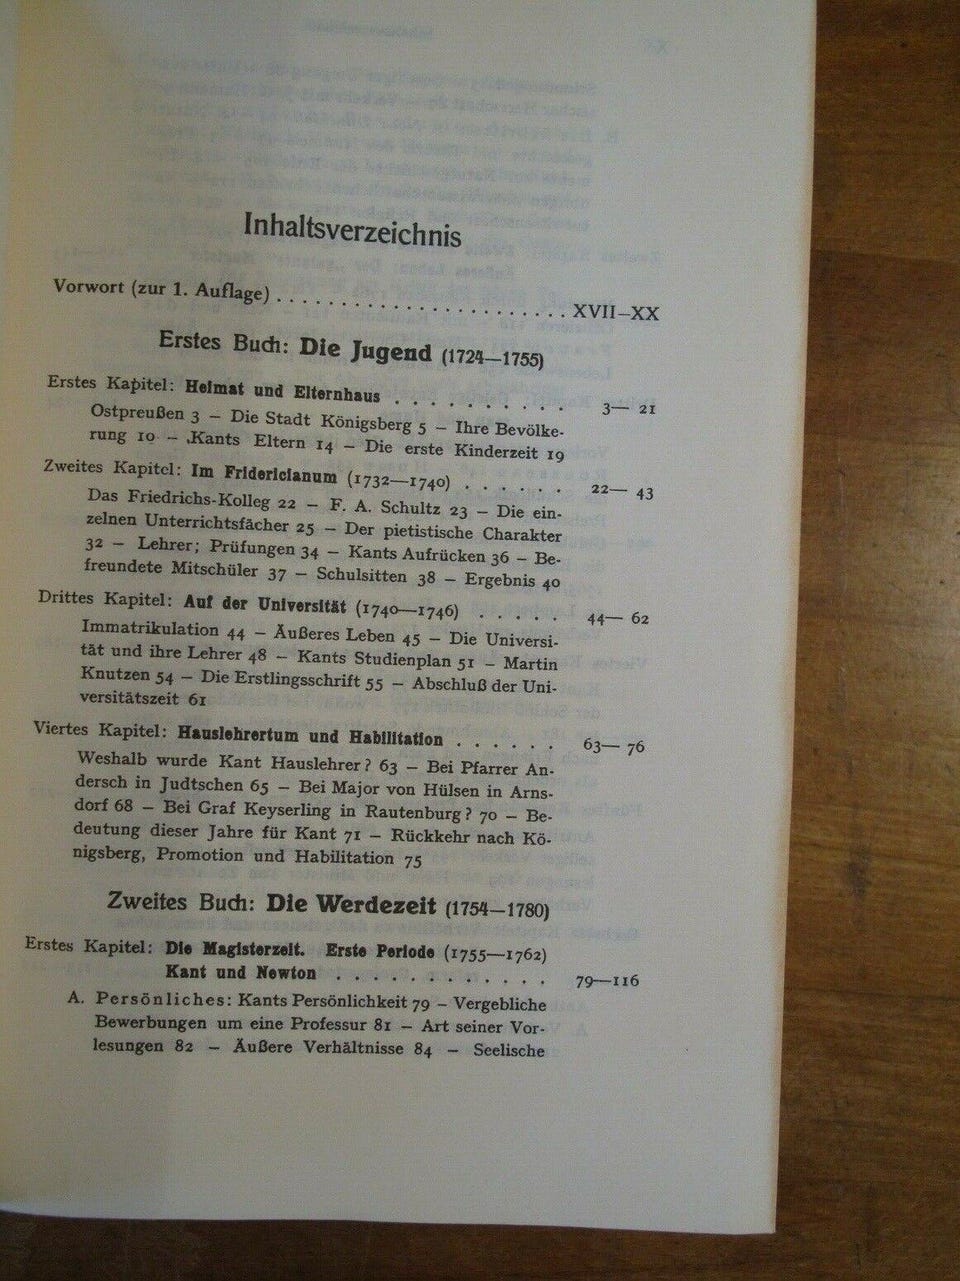 Inhaltsverzeichnis
Vorwort (zur 1. Auflage) . . . . . . . . . . . . . . . . . . . . . . . XVII—XX
Erstes Buch: Die Jugend (1724—1755)
Erstes Kapitel: Heimat und Elternhaus . . . . . . . . . . 3— 21
Ostpreußen 3 — Die Stadt Königsberg 5 — Ihre Bevölke-
rung 10 — Kants Eltern 14 — Die erste Kinderzeit 19
Zweites Kapitel: Im Fridericianum (1732—1740) . . . . . . 22— 43
Das Friedrichs-Kolleg 22 — F. A. Schultz 23 — Die ein-
zelnen Unterrichtsfächer 25 — Der pietistische Charakter
32 — Lehrer; Prüfungen 34 — Kants Aufrücken 36 — Be-
freundete Mitschüler 37 — Schulsitten 38 — Ergebnis 40
Drittes Kapitel: Auf der Universität (1740—1746) . . . . . 44— 62
Immatrikulation 44 — Äußeres Leben 45 — Die Universi-
tät und ihre Lehrer 48 — Kants Studienplan 51 — Martin
Knutzen 54 — Die Erstlingsschrift 55 — Abschluß der Uni-
versitätszeit 61
Viertes Kapitel: Hauslehrertum und Habilitation . . . . . . 63— 76
Weshalb wurde Kant Hauslehrer? 63 — Bei Pfarrer An-
dersch in Judtschen 65 — Bei Major von Hülsen in Arns-
dorf 68 — Bei Graf Keyserling in Rautenburg? 70 — Be-
deutung dieser Jahre für Kant 71 — Rückkehr nach Kö-
nigsberg, Promotion und Habilitation 75
Zweites Buch: Die Werdezeit (1754—1780)
Erstes Kapitel: Die Magisterzeit. Erste Periode (1755—1762)
Kant und Newton . . . . . . . . . . . 79—116
A. Persönliches: Kants Persönlichkeit 79 — Vergebliche
Bewerbungen um eine Professur 81 — Art seiner Vor-
lesungen 82 — Äußere Verhältnisse 84 — Seelische